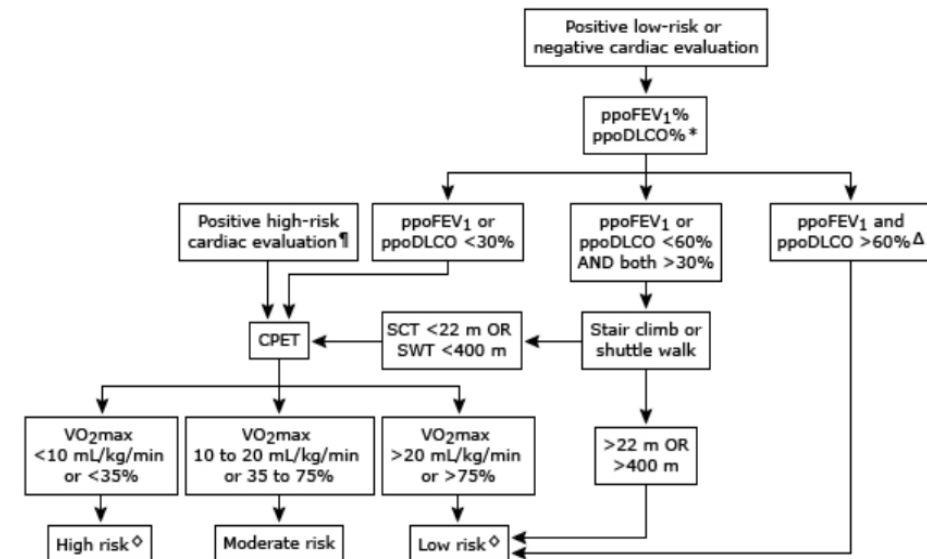 Positive low-risk or
negative cardiac evaluation
ppoFEV₁%
ppoDLCO%*
Positive high-risk
cardiac evaluation¶
ppoFEV₁ or
ppoDLCO <30%
ppoFEV₁ or
ppoDLCO <60%
AND both >30%
ppoFEV₁ and
ppoDLCO >60%Δ
CPET
SCT <22 m OR
SWT <400 m
Stair climb or
shuttle walk
VO₂max
<10 mL/kg/min
or <35%
VO₂max
10 to 20 mL/kg/min
or 35 to 75%
VO₂max
>20 mL/kg/min
or >75%
>22 m OR
>400 m
High risk◇
Moderate risk
Low risk◇